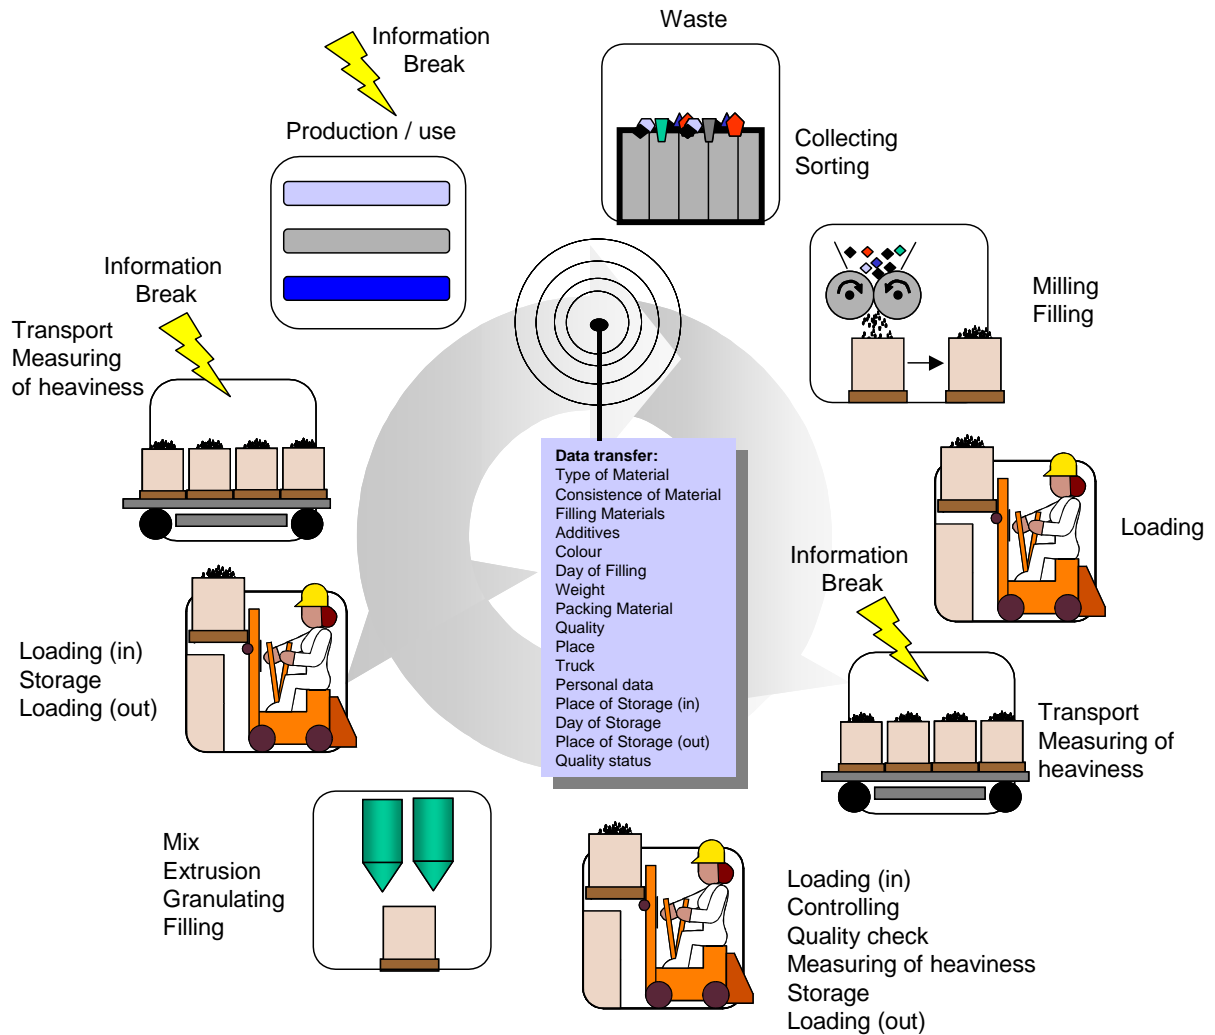 Waste
Collecting
Sorting
Milling
Filling
Loading
Information
Break
Transport
Measuring of
heaviness
Loading (in)
Controlling
Quality check
Measuring of heaviness
Storage
Loading (out)
Mix
Extrusion
Granulating
Filling
Loading (in)
Storage
Loading (out)
Information
Break
Transport
Measuring
of heaviness
Information
Break
Production / use
Data transfer:
Type of Material
Consistence of Material
Filling Materials
Additives
Colour
Day of Filling
Weight
Packing Material
Quality
Place
Truck
Personal data
Place of Storage (in)
Day of Storage
Place of Storage (out)
Quality status